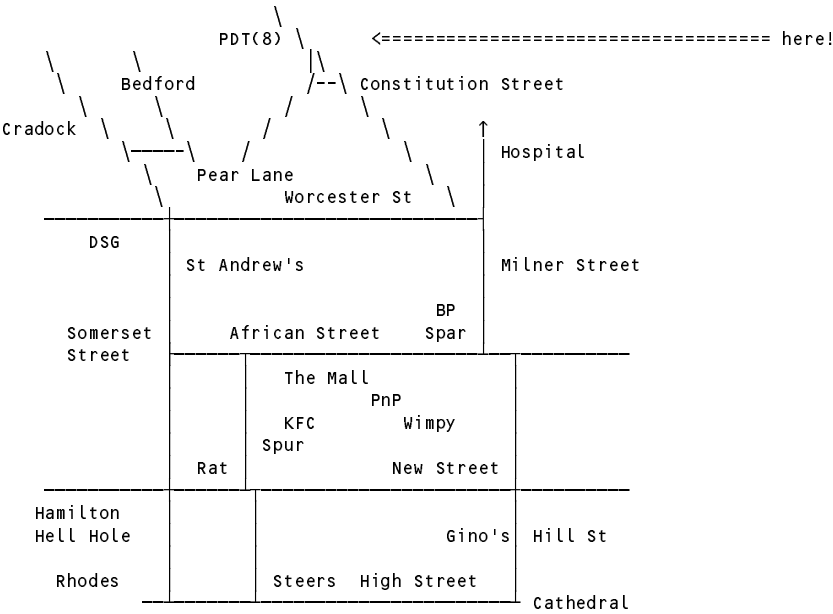 PDT(8) <=================================== here!
Bedford Constitution Street
Cradock
Hospital
Pear Lane
Worcester St
DSG
St Andrew's Milner Street
BP
Somerset African Street Spar
Street
The Mall
PnP
KFC Wimpy
Spur
Rat New Street
Hamilton
Hell Hole Gino's Hill St
Rhodes Steers High Street
Cathedral